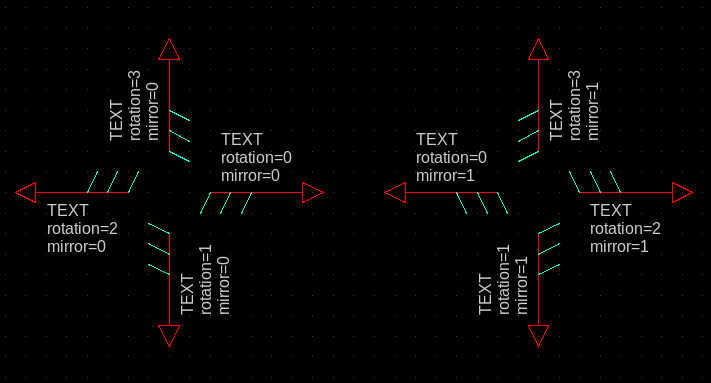 TEXT
rotation=3
mirror=0
TEXT
rotation=0
mirror=0
TEXT
rotation=2
mirror=0
TEXT
rotation=1
mirror=0
TEXT
rotation=3
mirror=1
TEXT
rotation=0
mirror=1
TEXT
rotation=2
mirror=1
TEXT
rotation=1
mirror=1